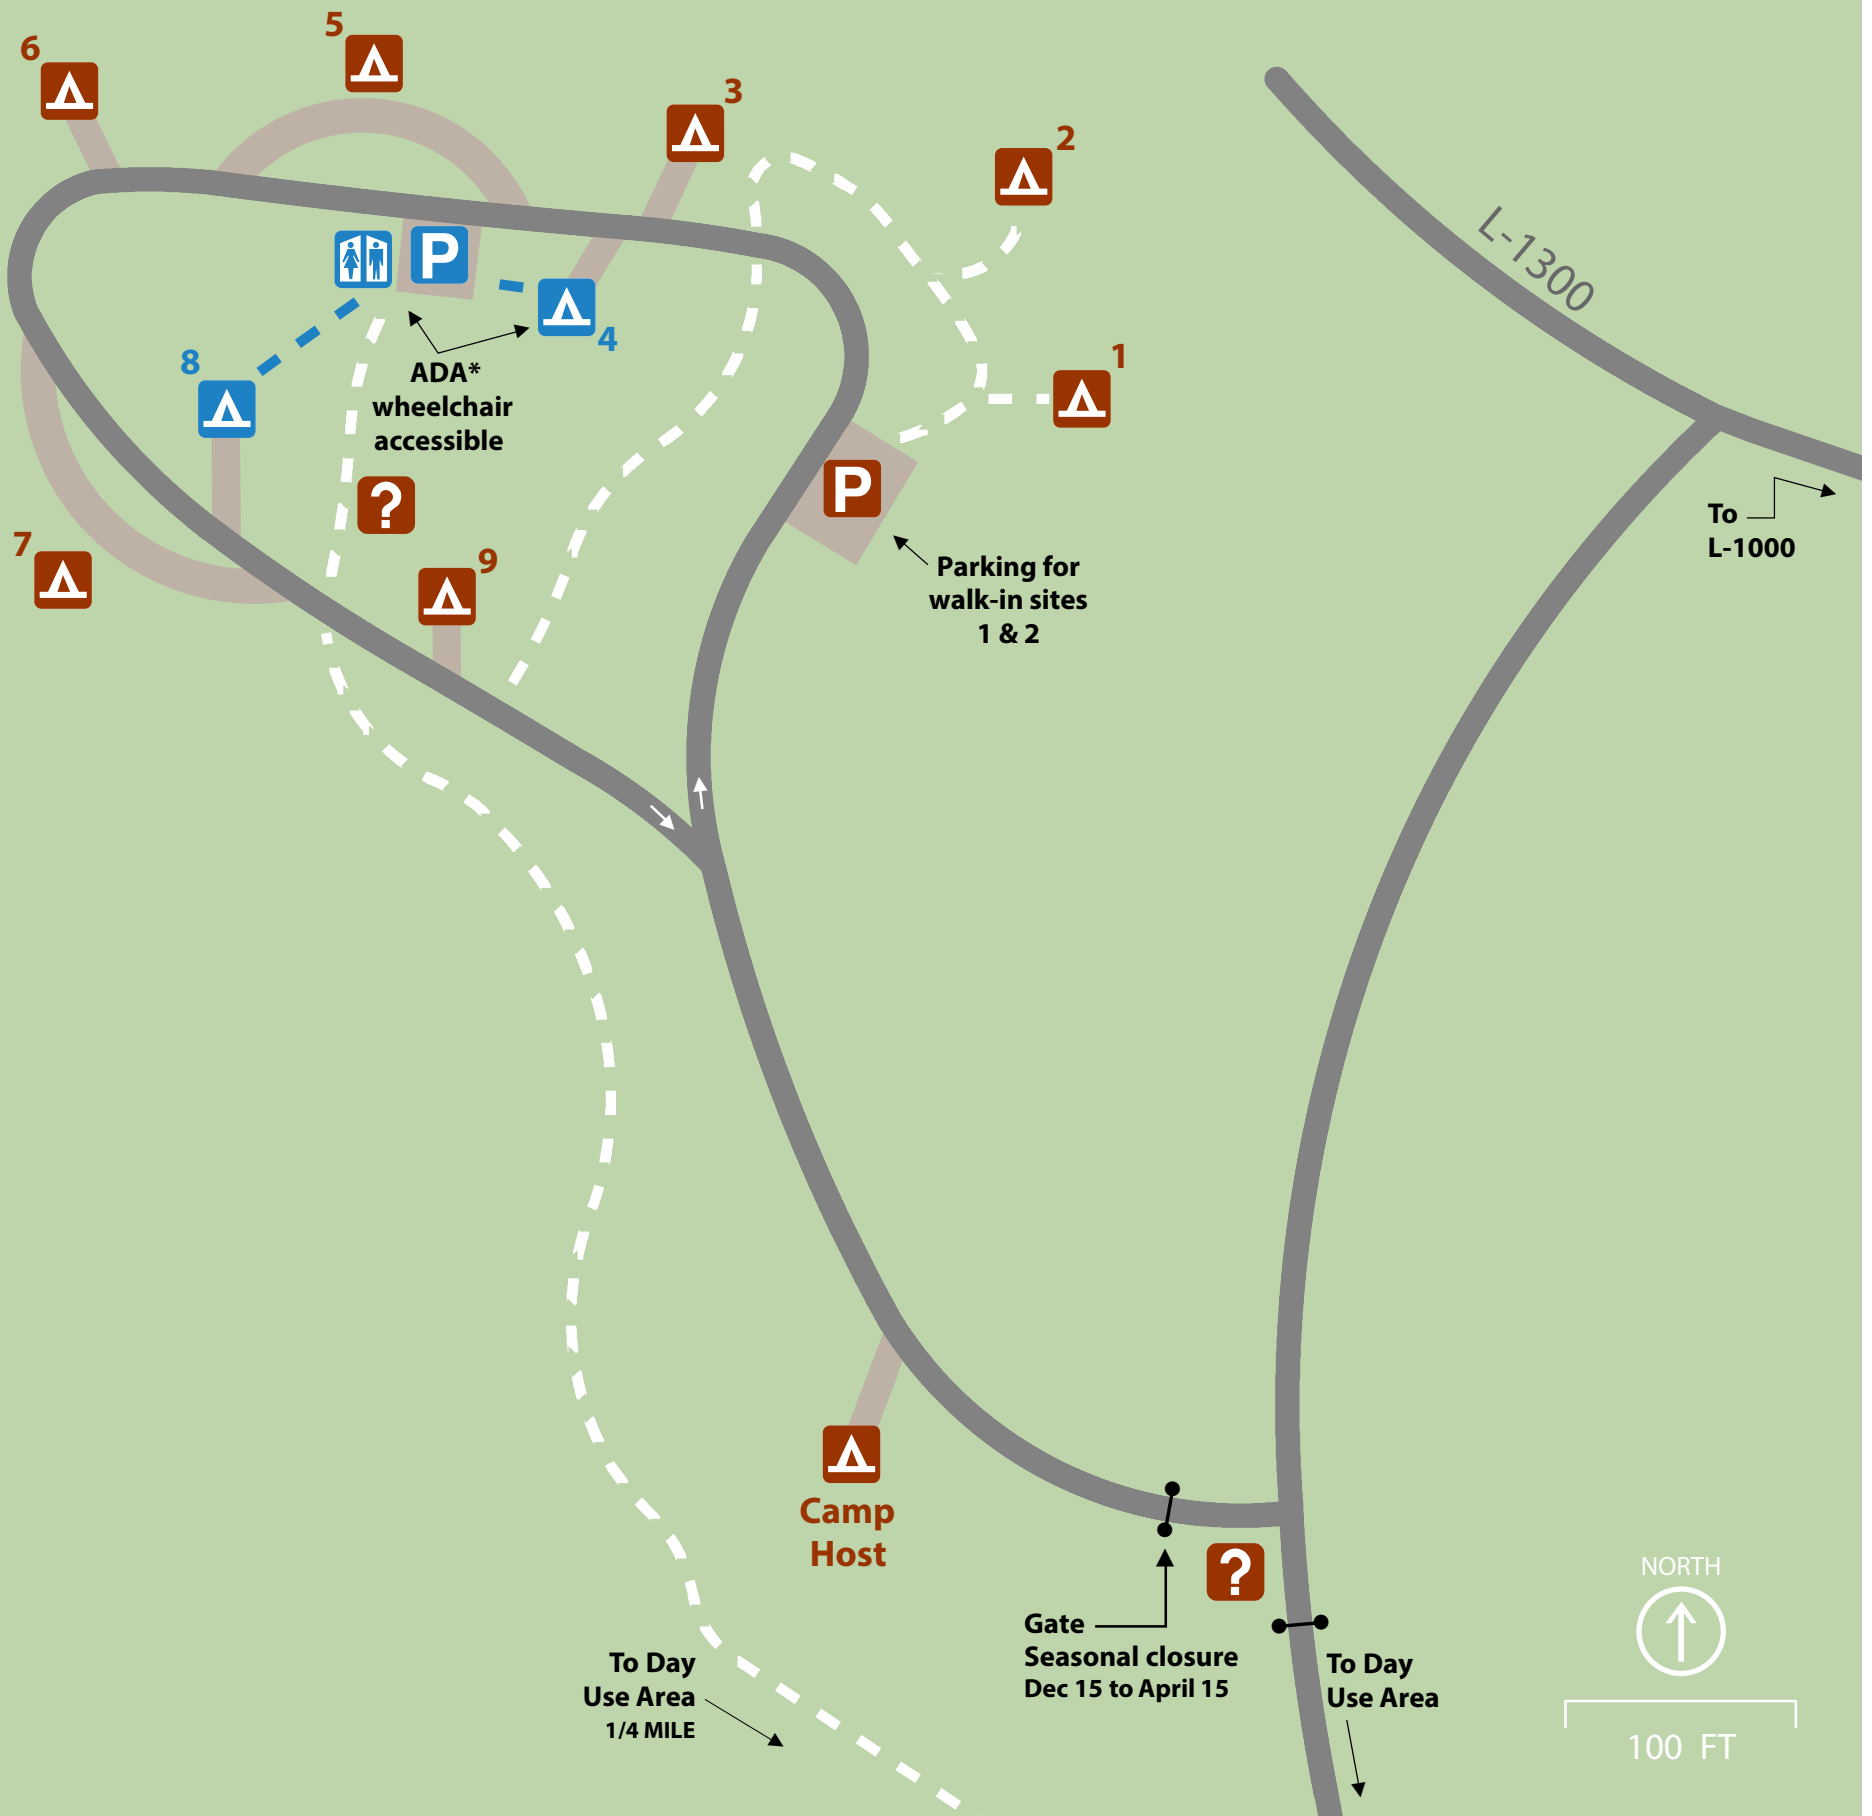 5
6
3
2
L-1300
1
4
8
ADA*
wheelchair
accessible
P
P
?
To
L-1000
7
9
Parking for
walk-in sites
1 & 2
Camp
Host
?
Gate
Seasonal closure
Dec 15 to April 15
To Day
Use Area
1/4 MILE
To Day
Use Area
NORTH
100 FT